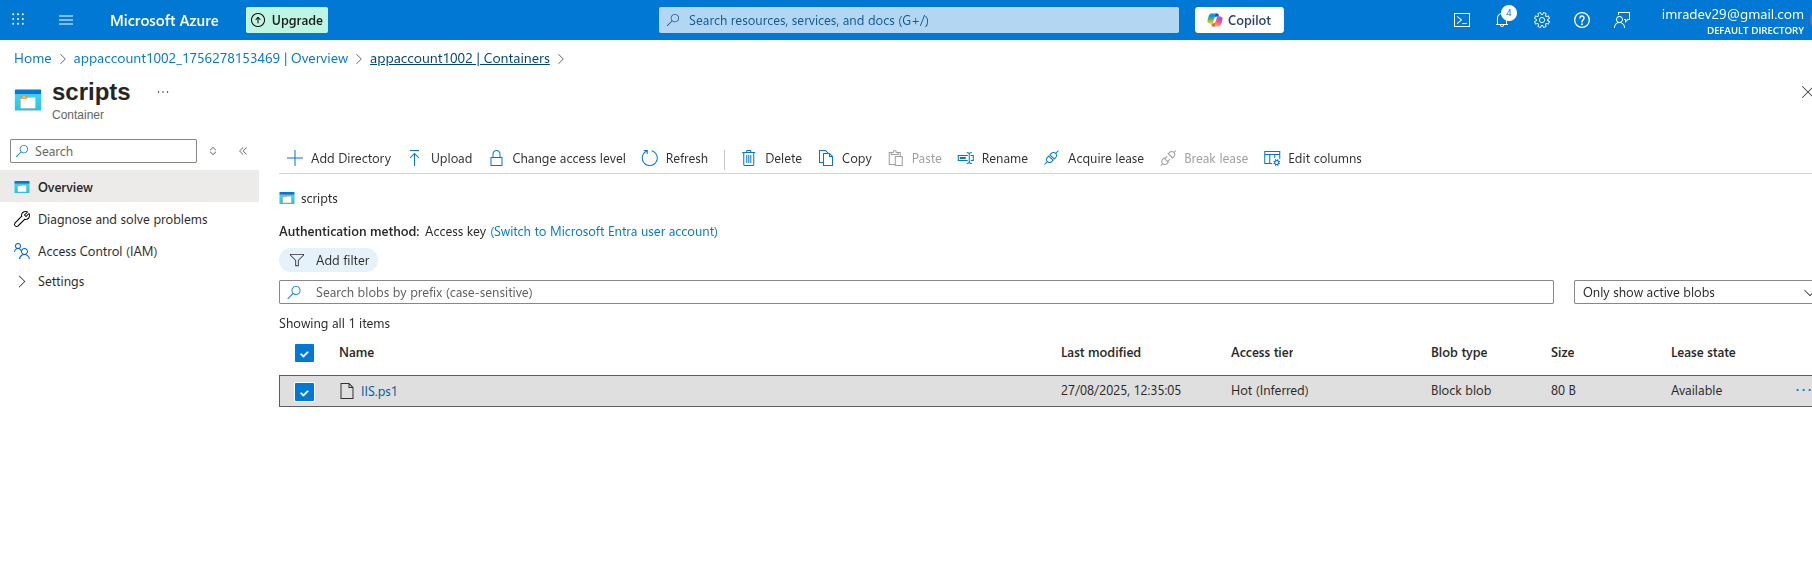 Microsoft Azure
Upgrade
Search resources, services, and docs (G+/)
Copilot
4
imradev29@gmail.com
DEFAULT DIRECTORY
Home > appaccount1002_1756278153469 | Overview > appaccount1002 | Containers >
scripts
...
Container
Search
Overview
Diagnose and solve problems
Access Control (IAM)
Settings
Add Directory Upload Change access level Refresh Delete Copy Paste Rename Acquire lease Break lease Edit columns
scripts
Authentication method: Access key (Switch to Microsoft Entra user account)
Add filter
Search blobs by prefix (case-sensitive)
Only show active blobs
Showing all 1 items
Name Last modified Access tier Blob type Size Lease state
IIS.ps1 27/08/2025, 12:35:05 Hot (Inferred) Block blob 80 B Available ...